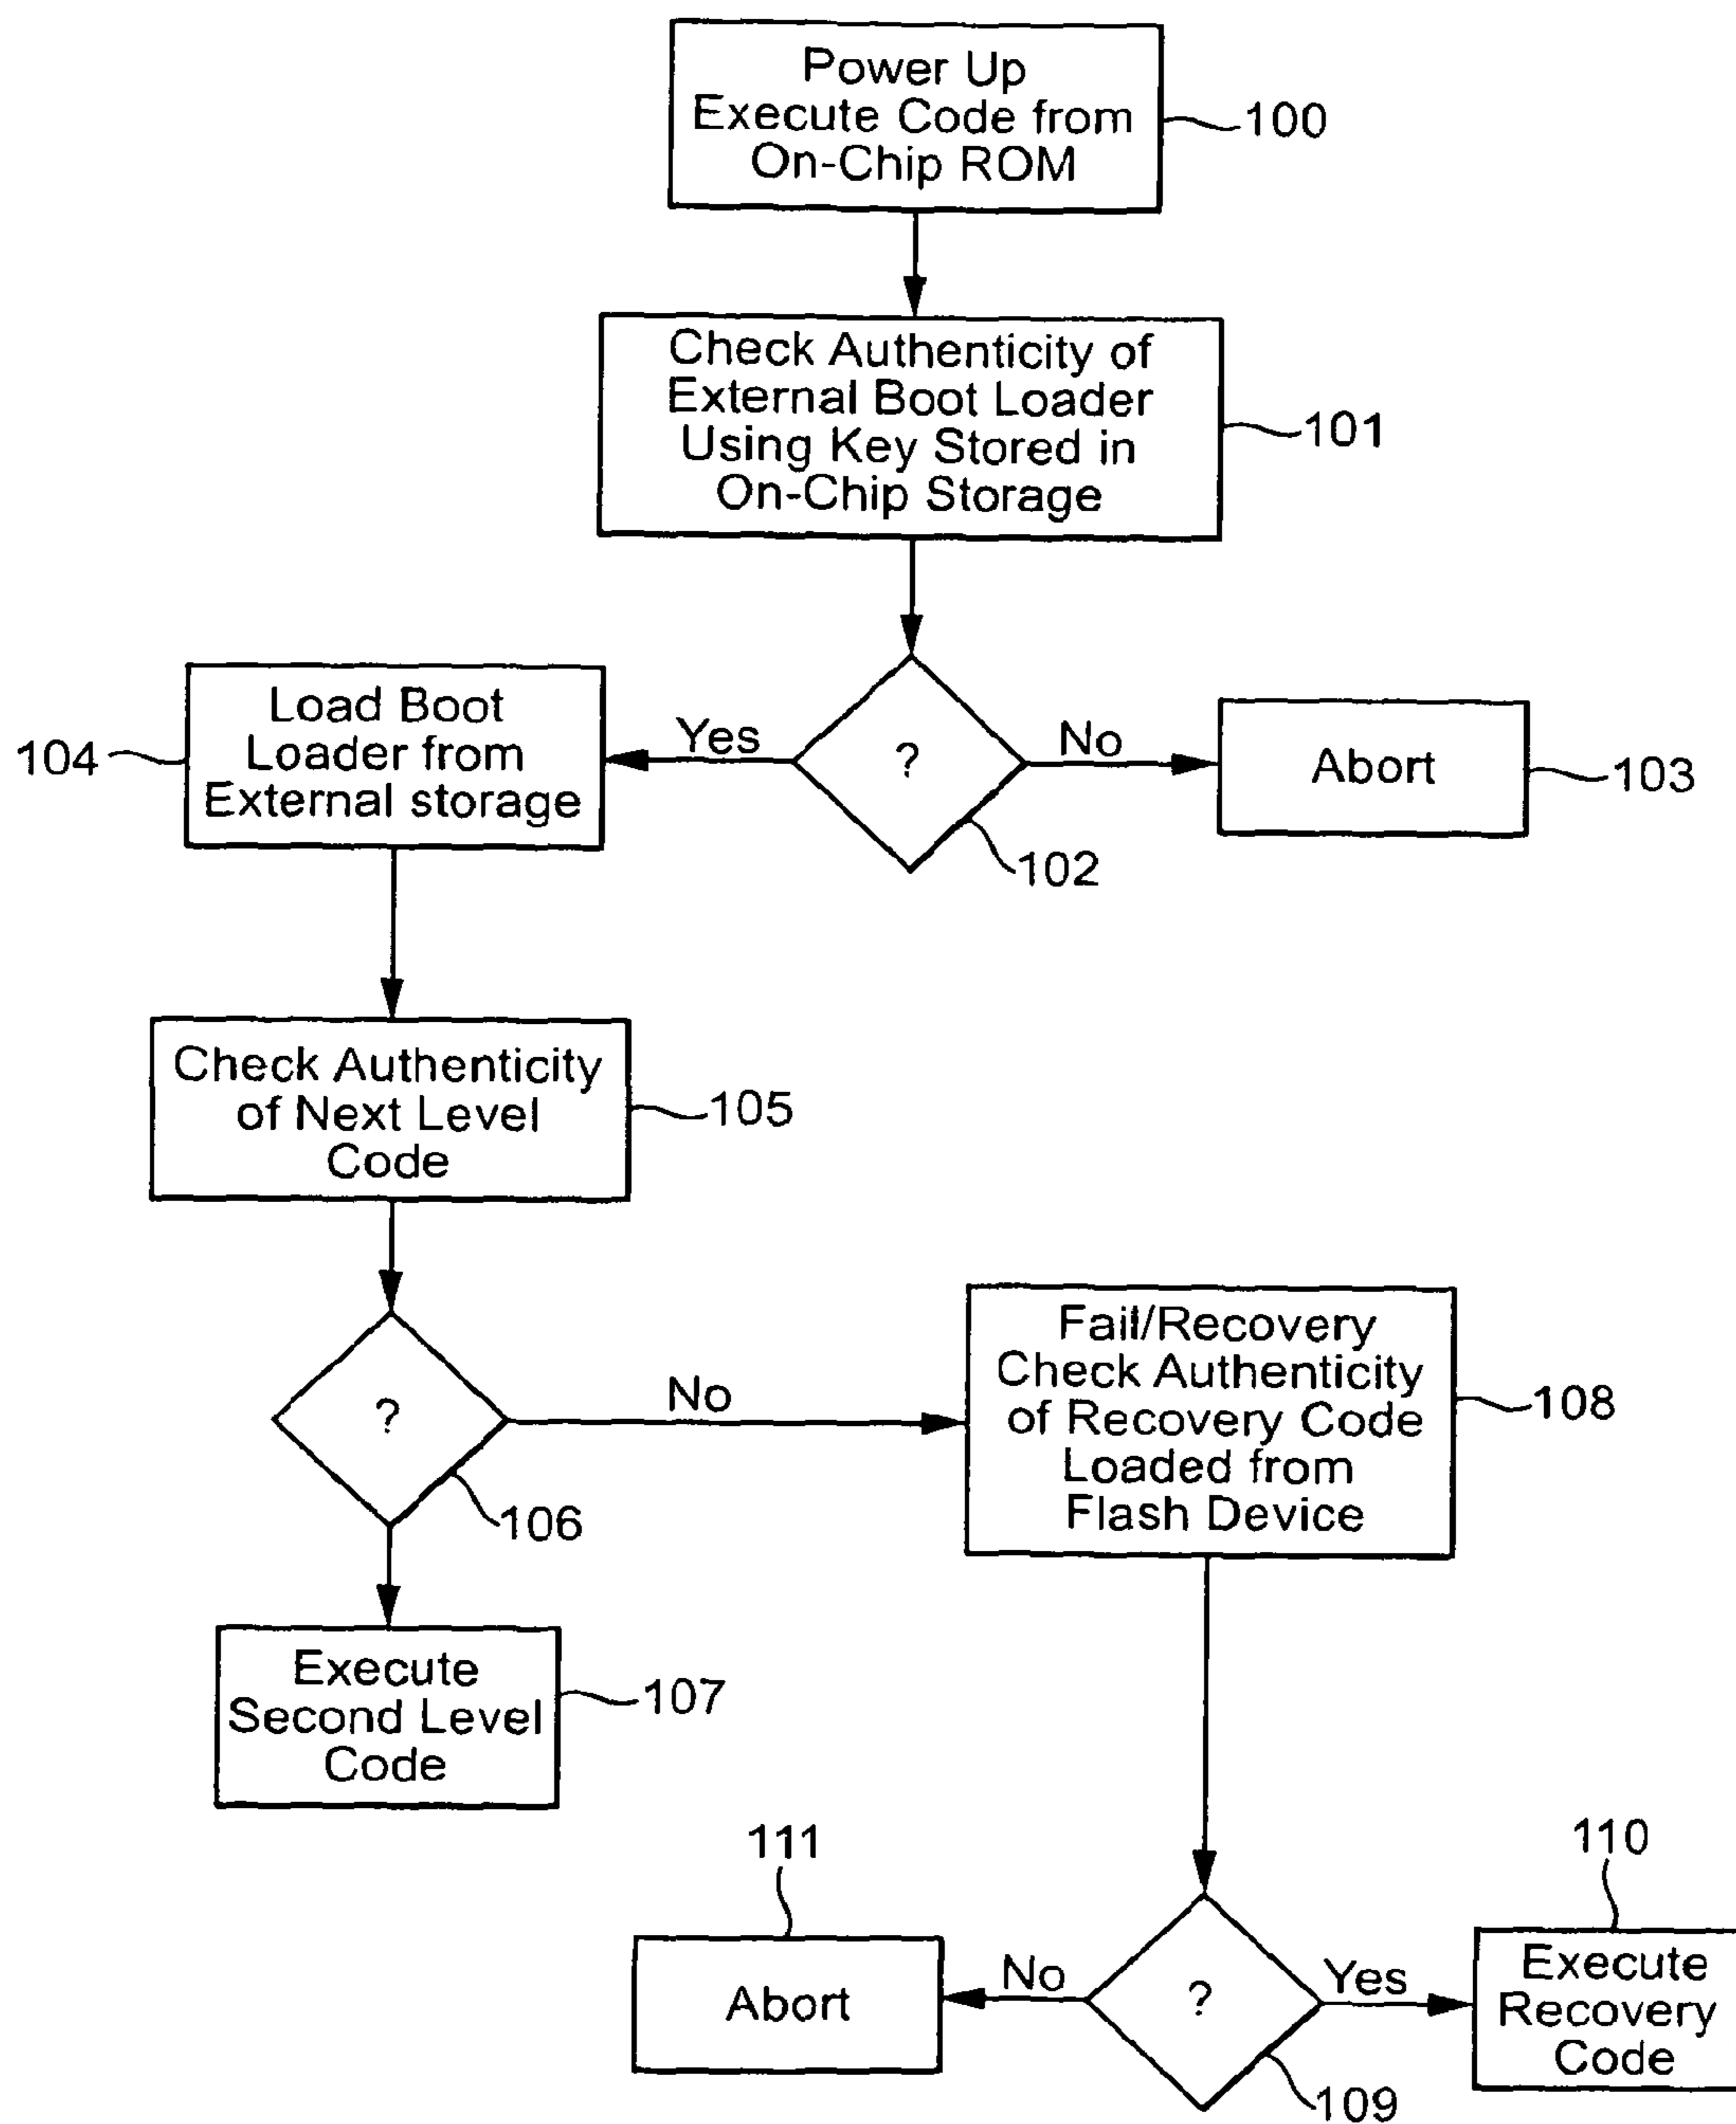 Power Up
Execute Code from
On-Chip ROM
100
Check Authenticity of
External Boot Loader
Using Key Stored in
On-Chip Storage
101
Load Boot
Loader from
External storage
104
Yes
?
No
102
Abort
103
Check Authenticity
of Next Level
Code
105
?
No
106
Fail/Recovery
Check Authenticity
of Recovery Code
Loaded from
Flash Device
108
Execute
Second Level
Code
107
111
Abort
No
?
Yes
109
110
Execute
Recovery
Code